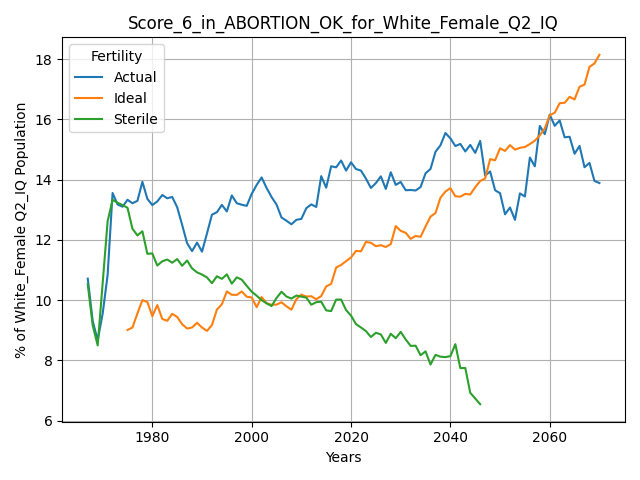 Score_6_in_ABORTION_OK_for_White_Female_Q2_IQ
Fertility
Actual
Ideal
Sterile
% of White_Female Q2_IQ Population
18
16
14
12
10
8
6
1980
2000
2020
2040
2060
Years